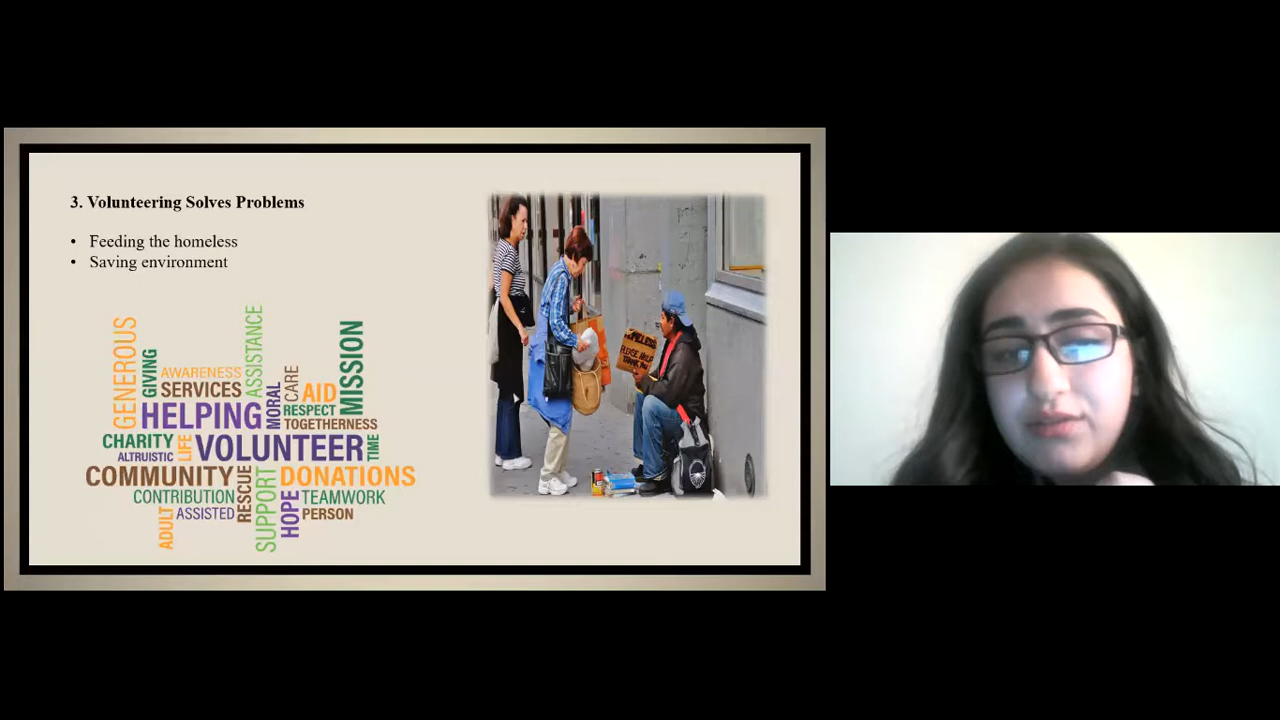 3. Volunteering Solves Problems
• Feeding the homeless
• Saving environment
GENEROUS
GIVING
AWARENESS
SERVICES
ASSISTANCE
MORAL
CARE
AID
MISSION
HELPING
RESPECT
TOGETHERNESS
CHARITY
LIFE
VOLUNTEER
TIME
ALTRUISTIC
COMMUNITY
RESCUE
SUPPORT
DONATIONS
CONTRIBUTION
HOPE
TEAMWORK
ADULT
ASSISTED
PERSON
HOMELESS
PLEASE HELP